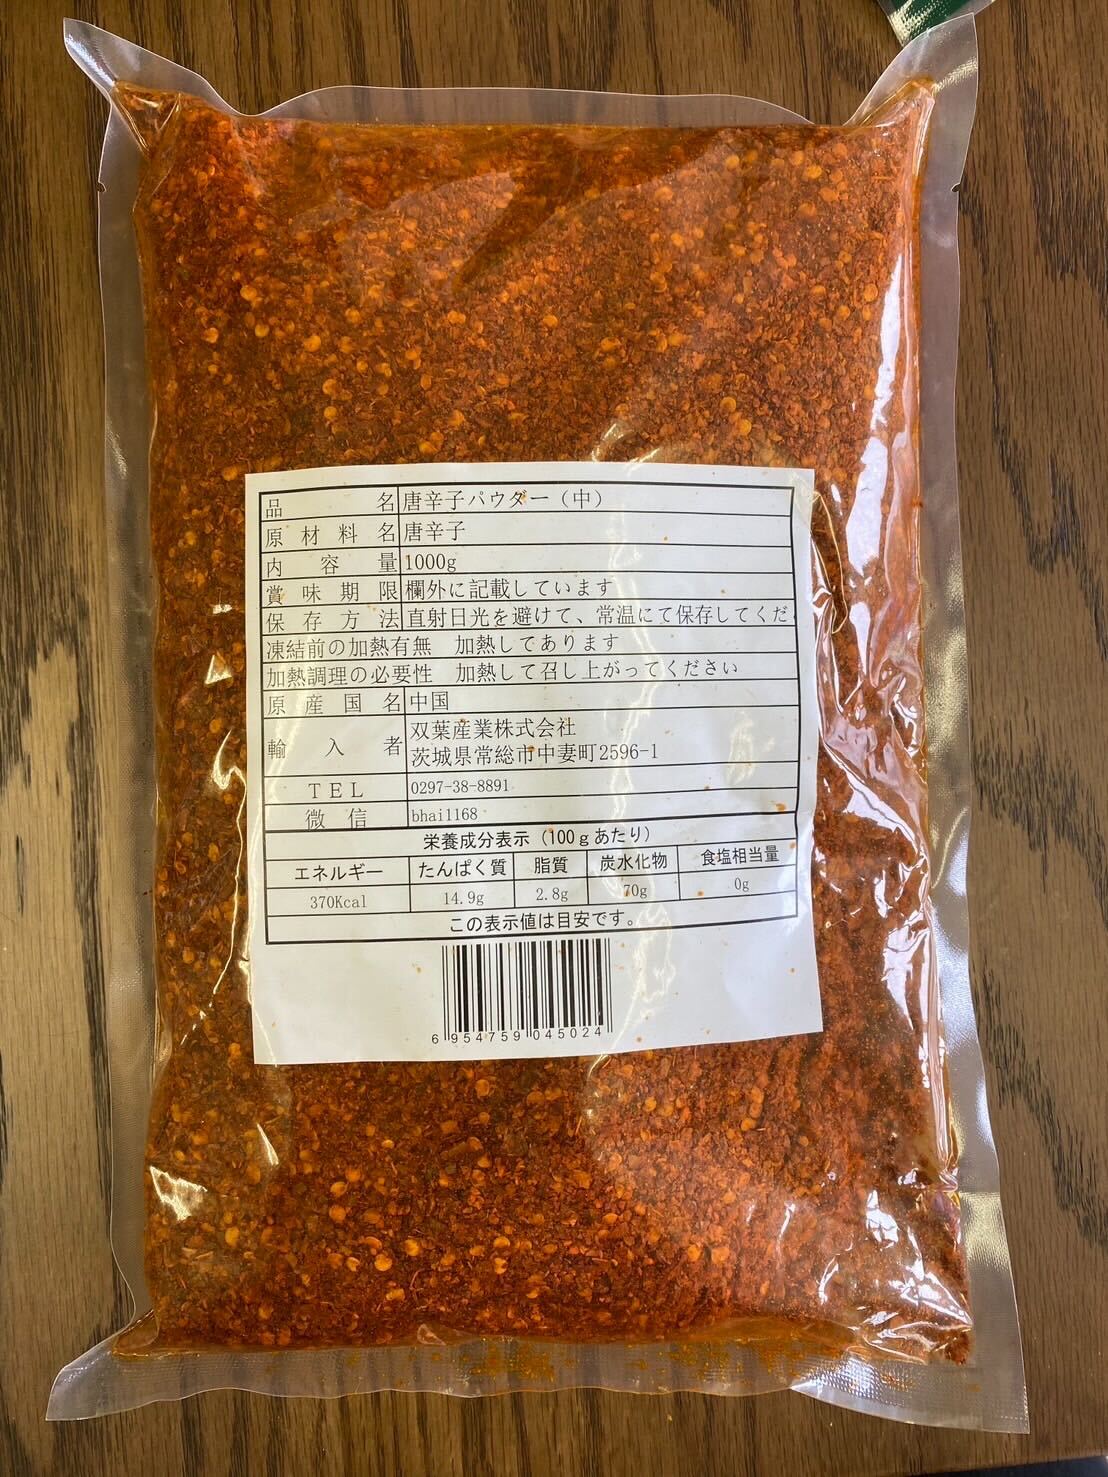 品名 唐辛子パウダー（中）
原材料名 唐辛子
内容量 1000g
賞味期限 欄外に記載しています
保存方法 直射日光を避けて、常温にて保存してくだ
凍結前の加熱有無 加熱してあります
加熱調理の必要性 加熱して召し上がってください
原産国名 中国
輸入者 双葉産業株式会社
茨城県常総市中妻町2596-1
TEL 0297-38-8891
微信 bhai1168
栄養成分表示（100gあたり）
エネルギー たんぱく質 脂質 炭水化物 食塩相当量
370Kcal 14.9g 2.8g 70g 0g
この表示値は目安です。
6 954759 045024